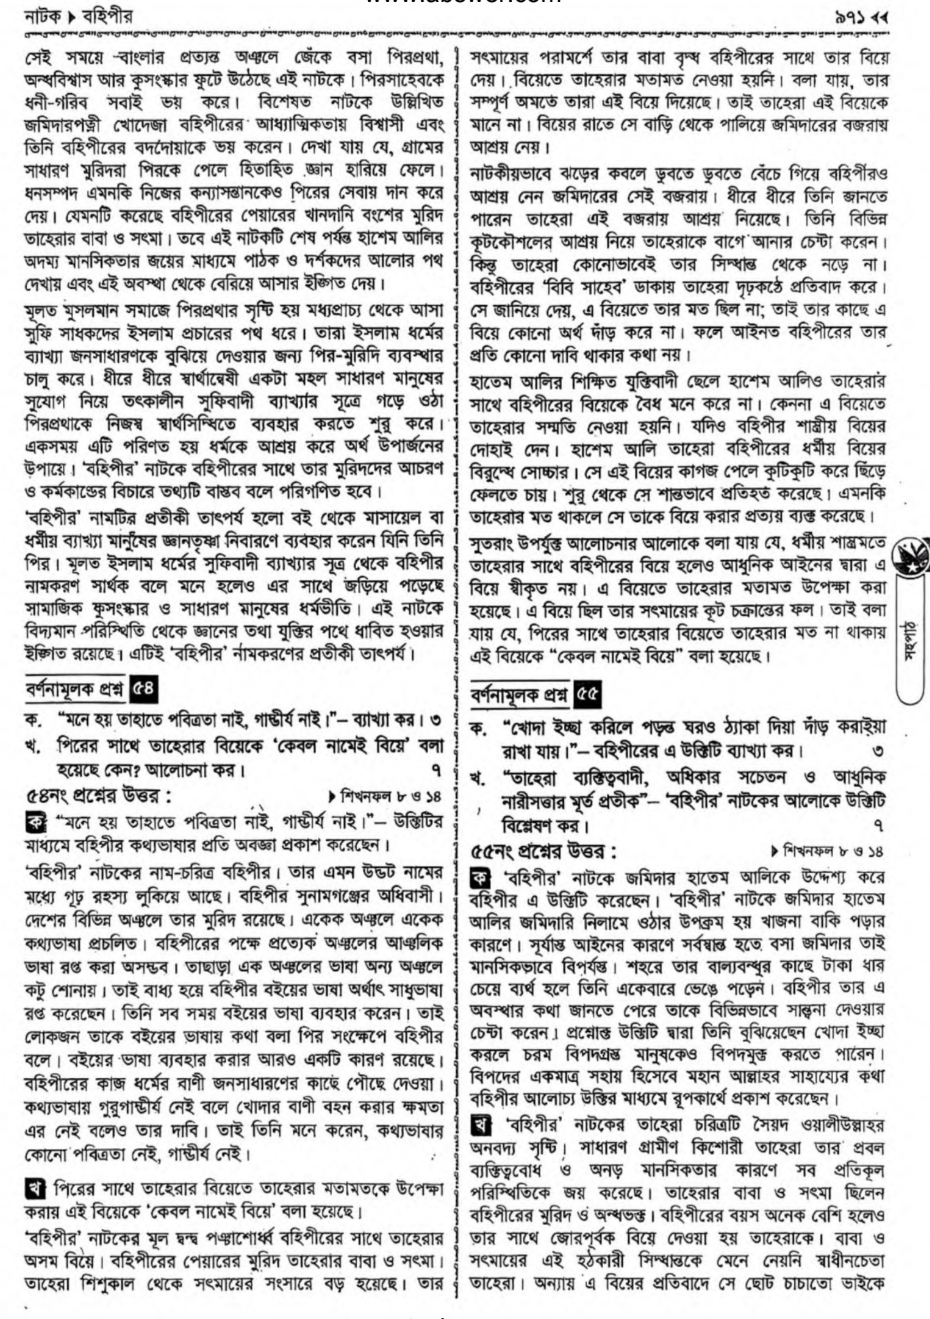 নাটক ▶ বহিপীর
৯৭১ ◀◀
সেই সময়ে বাংলার প্রত্যন্ত অঞ্চলে জেঁকে বসা পিরপ্রথা,
অন্ধবিশ্বাস আর কুসংস্কার ফুটে উঠেছে এই নাটকে। পিরসাহেবকে
ধনী-গরিব সবাই ভয় করে। বিশেষত নাটকে উল্লিখিত
জমিদারপত্নী খোদেজা বহিপীরের আধ্যাত্মিকতায় বিশ্বাসী এবং
তিনি বহিপীরের বদদোয়াকে ভয় করেন। দেখা যায় যে, গ্রামের
সাধারণ মুরিদরা পিরকে পেলে হিতাহিত জ্ঞান হারিয়ে ফেলে।
ধনসম্পদ এমনকি নিজের কন্যাসন্তানকেও পিরের সেবায় দান করে
দেয়। যেমনটি করেছে বহিপীরের পেয়ারের খানদানি বংশের মুরিদ
তাহেরার বাবা ও সৎমা। তবে এই নাটকটি শেষ পর্যন্ত হাশেম আলির
অদম্য মানসিকতার জয়ের মাধ্যমে পাঠক ও দর্শকদের আলোর পথ
দেখায় এবং এই অবস্থা থেকে বেরিয়ে আসার ইঙ্গিত দেয়।
মূলত মুসলমান সমাজে পিরপ্রথার সৃষ্টি হয় মধ্যপ্রাচ্য থেকে আসা
সুফি সাধকদের ইসলাম প্রচারের পথ ধরে। তারা ইসলাম ধর্মের
ব্যাখ্যা জনসাধারণকে বুঝিয়ে দেওয়ার জন্য পির-মুরিদি ব্যবস্থার
চালু করে। ধীরে ধীরে স্বার্থান্বেষী একটা মহল সাধারণ মানুষের
সুযোগ নিয়ে তৎকালীন সুফিবাদী ব্যাখ্যার সূত্রে গড়ে ওঠা
পিরপ্রথাকে নিজস্ব স্বার্থসিদ্ধিতে ব্যবহার করতে শুরু করে।
একসময় এটি পরিণত হয় ধর্মকে আশ্রয় করে অর্থ উপার্জনের
উপায়ে। 'বহিপীর' নাটকে বহিপীরের সাথে তার মুরিদদের আচরণ
ও কর্মকাণ্ডের বিচারে তথ্যটি বাস্তব বলে পরিগণিত হবে।
'বহিপীর' নামটির প্রতীকী তাৎপর্য হলো বই থেকে মাসায়েল বা
ধর্মীয় ব্যাখ্যা মানুষের জ্ঞানতৃষ্ণা নিবারণে ব্যবহার করেন যিনি তিনি
পির। মূলত ইসলাম ধর্মের সুফিবাদী ব্যাখ্যার সূত্র থেকে বহিপীর
নামকরণ সার্থক বলে মনে হলেও এর সাথে জড়িয়ে পড়েছে
সামাজিক কুসংস্কার ও সাধারণ মানুষের ধর্মভীতি। এই নাটকে
বিদ্যমান পরিস্থিতি থেকে জ্ঞানের তথা যুক্তির পথে ধাবিত হওয়ার
ইঙ্গিত রয়েছে। এটিই 'বহিপীর' নামকরণের প্রতীকী তাৎপর্য।
বর্ণনামূলক প্রশ্ন ৫৪
ক. "মনে হয় তাহাতে পবিত্রতা নাই, গাম্ভীর্য নাই।"– ব্যাখ্যা কর। ৩
খ. পিরের সাথে তাহেরার বিয়েকে 'কেবল নামেই বিয়ে' বলা
হয়েছে কেন? আলোচনা কর। ৭
৫৪নং প্রশ্নের উত্তর : ▶ শিখনফল ৮ ও ১৪
ক "মনে হয় তাহাতে পবিত্রতা নাই, গাম্ভীর্য নাই।"– উক্তিটির
মাধ্যমে বহিপীর কথ্যভাষার প্রতি অবজ্ঞা প্রকাশ করেছেন।
'বহিপীর' নাটকের নাম-চরিত্র বহিপীর। তার এমন উদ্ভট নামের
মধ্যে গূঢ় রহস্য লুকিয়ে আছে। বহিপীর সুনামগঞ্জের অধিবাসী।
দেশের বিভিন্ন অঞ্চলে তার মুরিদ রয়েছে। একেক অঞ্চলে একেক
কথ্যভাষা প্রচলিত। বহিপীরের পক্ষে প্রত্যেক অঞ্চলের আঞ্চলিক
ভাষা রপ্ত করা অসম্ভব। তাছাড়া এক অঞ্চলের ভাষা অন্য অঞ্চলে
কটু শোনায়। তাই বাধ্য হয়ে বহিপীর বইয়ের ভাষা অর্থাৎ সাধুভাষা
রপ্ত করেছেন। তিনি সব সময় বইয়ের ভাষা ব্যবহার করেন। তাই
লোকজন তাকে বইয়ের ভাষায় কথা বলা পির সংক্ষেপে বহিপীর
বলে। বইয়ের ভাষা ব্যবহার করার আরও একটি কারণ রয়েছে।
বহিপীরের কাজ ধর্মের বাণী জনসাধারণের কাছে পৌঁছে দেওয়া।
কথ্যভাষায় গুরুগাম্ভীর্য নেই বলে খোদার বাণী বহন করার ক্ষমতা
এর নেই বলেও তার দাবি। তাই তিনি মনে করেন, কথ্যভাষার
কোনো পবিত্রতা নেই, গাম্ভীর্য নেই।
খ পিরের সাথে তাহেরার বিয়েতে তাহেরার মতামতকে উপেক্ষা
করায় এই বিয়েকে 'কেবল নামেই বিয়ে' বলা হয়েছে।
'বহিপীর' নাটকের মূল দ্বন্দ্ব পঞ্চাশোর্ধ্ব বহিপীরের সাথে তাহেরার
অসম বিয়ে। বহিপীরের পেয়ারের মুরিদ তাহেরার বাবা ও সৎমা।
তাহেরা শিশুকাল থেকে সৎমায়ের সংসারে বড় হয়েছে। তার
সৎমায়ের পরামর্শে তার বাবা বৃদ্ধ বহিপীরের সাথে তার বিয়ে
দেয়। বিয়েতে তাহেরার মতামত নেওয়া হয়নি। বলা যায়, তার
সম্পূর্ণ অমতে তারা এই বিয়ে দিয়েছে। তাই তাহেরা এই বিয়েকে
মানে না। বিয়ের রাতে সে বাড়ি থেকে পালিয়ে জমিদারের বজরায়
আশ্রয় নেয়।
নাটকীয়ভাবে ঝড়ের কবলে ডুবতে ডুবতে বেঁচে গিয়ে বহিপীরও
আশ্রয় নেন জমিদারের সেই বজরায়। ধীরে ধীরে তিনি জানতে
পারেন তাহেরা এই বজরায় আশ্রয় নিয়েছে। তিনি বিভিন্ন
কূটকৌশলের আশ্রয় নিয়ে তাহেরাকে বাগে আনার চেষ্টা করেন।
কিন্তু তাহেরা কোনোভাবেই তার সিদ্ধান্ত থেকে নড়ে না।
বহিপীরের 'বিবি সাহেব' ডাকায় তাহেরা দৃঢ়কণ্ঠে প্রতিবাদ করে।
সে জানিয়ে দেয়, এ বিয়েতে তার মত ছিল না; তাই তার কাছে এ
বিয়ে কোনো অর্থ দাঁড় করে না। ফলে আইনত বহিপীরের তার
প্রতি কোনো দাবি থাকার কথা নয়।
হাতেম আলির শিক্ষিত যুক্তিবাদী ছেলে হাশেম আলিও তাহেরার
সাথে বহিপীরের বিয়েকে বৈধ মনে করে না। কেননা এ বিয়েতে
তাহেরার সম্মতি নেওয়া হয়নি। যদিও বহিপীর শাস্ত্রীয় বিয়ের
দোহাই দেন। হাশেম আলি তাহেরা বহিপীরের ধর্মীয় বিয়ের
বিরুদ্ধে সোচ্চার। সে এই বিয়ের কাগজ পেলে কুটিকুটি করে ছিঁড়ে
ফেলতে চায়। শুরু থেকে সে শান্তভাবে প্রতিহত করেছে। এমনকি
তাহেরার মত থাকলে সে তাকে বিয়ে করার প্রত্যয় ব্যক্ত করেছে।
সুতরাং উপর্যুক্ত আলোচনার আলোকে বলা যায় যে, ধর্মীয় শাস্ত্রমতে
তাহেরার সাথে বহিপীরের বিয়ে হলেও আধুনিক আইনের দ্বারা এ
বিয়ে স্বীকৃত নয়। এ বিয়েতে তাহেরার মতামত উপেক্ষা করা
হয়েছে। এ বিয়ে ছিল তার সৎমায়ের কূট চক্রান্তের ফল। তাই বলা
যায় যে, পিরের সাথে তাহেরার বিয়েতে তাহেরার মত না থাকায়
এই বিয়েকে "কেবল নামেই বিয়ে" বলা হয়েছে।
বর্ণনামূলক প্রশ্ন ৫৫
ক. "খোদা ইচ্ছা করিলে পড়ন্ত ঘরও ঠ্যাকা দিয়া দাঁড় করাইয়া
রাখা যায়।"– বহিপীরের এ উক্তিটি ব্যাখ্যা কর। ৩
খ. "তাহেরা ব্যক্তিত্ববাদী, অধিকার সচেতন ও আধুনিক
নারীসত্তার মূর্ত প্রতীক"– 'বহিপীর' নাটকের আলোকে উক্তিটি
বিশ্লেষণ কর। ৭
৫৫নং প্রশ্নের উত্তর : ▶ শিখনফল ৮ ও ১৪
ক 'বহিপীর' নাটকে জমিদার হাতেম আলিকে উদ্দেশ্য করে
বহিপীর এ উক্তিটি করেছেন। 'বহিপীর' নাটকে জমিদার হাতেম
আলির জমিদারি নিলামে ওঠার উপক্রম হয় খাজনা বাকি পড়ার
কারণে। সূর্যাস্ত আইনের কারণে সর্বস্বান্ত হতে বসা জমিদার তাই
মানসিকভাবে বিপর্যস্ত। শহরে তার বাল্যবন্ধুর কাছে টাকা ধার
চেয়ে ব্যর্থ হলে তিনি একেবারে ভেঙে পড়েন। বহিপীর তার এ
অবস্থার কথা জানতে পেরে তাকে বিভিন্নভাবে সান্ত্বনা দেওয়ার
চেষ্টা করেন। প্রশ্নোক্ত উক্তিটি দ্বারা তিনি বুঝিয়েছেন খোদা ইচ্ছা
করলে চরম বিপদগ্রস্ত মানুষকেও বিপদমুক্ত করতে পারেন।
বিপদের একমাত্র সহায় হিসেবে মহান আল্লাহর সাহায্যের কথা
বহিপীর আলোচ্য উক্তির মাধ্যমে রূপকার্থে প্রকাশ করেছেন।
খ 'বহিপীর' নাটকের তাহেরা চরিত্রটি সৈয়দ ওয়ালীউল্লাহর
অনবদ্য সৃষ্টি। সাধারণ গ্রামীণ কিশোরী তাহেরা তার প্রবল
ব্যক্তিত্ববোধ ও অনড় মানসিকতার কারণে সব প্রতিকূল
পরিস্থিতিকে জয় করেছে। তাহেরার বাবা ও সৎমা ছিলেন
বহিপীরের মুরিদ ও অন্ধভক্ত। বহিপীরের বয়স অনেক বেশি হলেও
তার সাথে জোরপূর্বক বিয়ে দেওয়া হয় তাহেরাকে। বাবা ও
সৎমায়ের এই হঠকারী সিদ্ধান্তকে মেনে নেয়নি স্বাধীনচেতা
তাহেরা। অন্যায় এ বিয়ের প্রতিবাদে সে ছোট চাচাতো ভাইকে
সহপাঠ